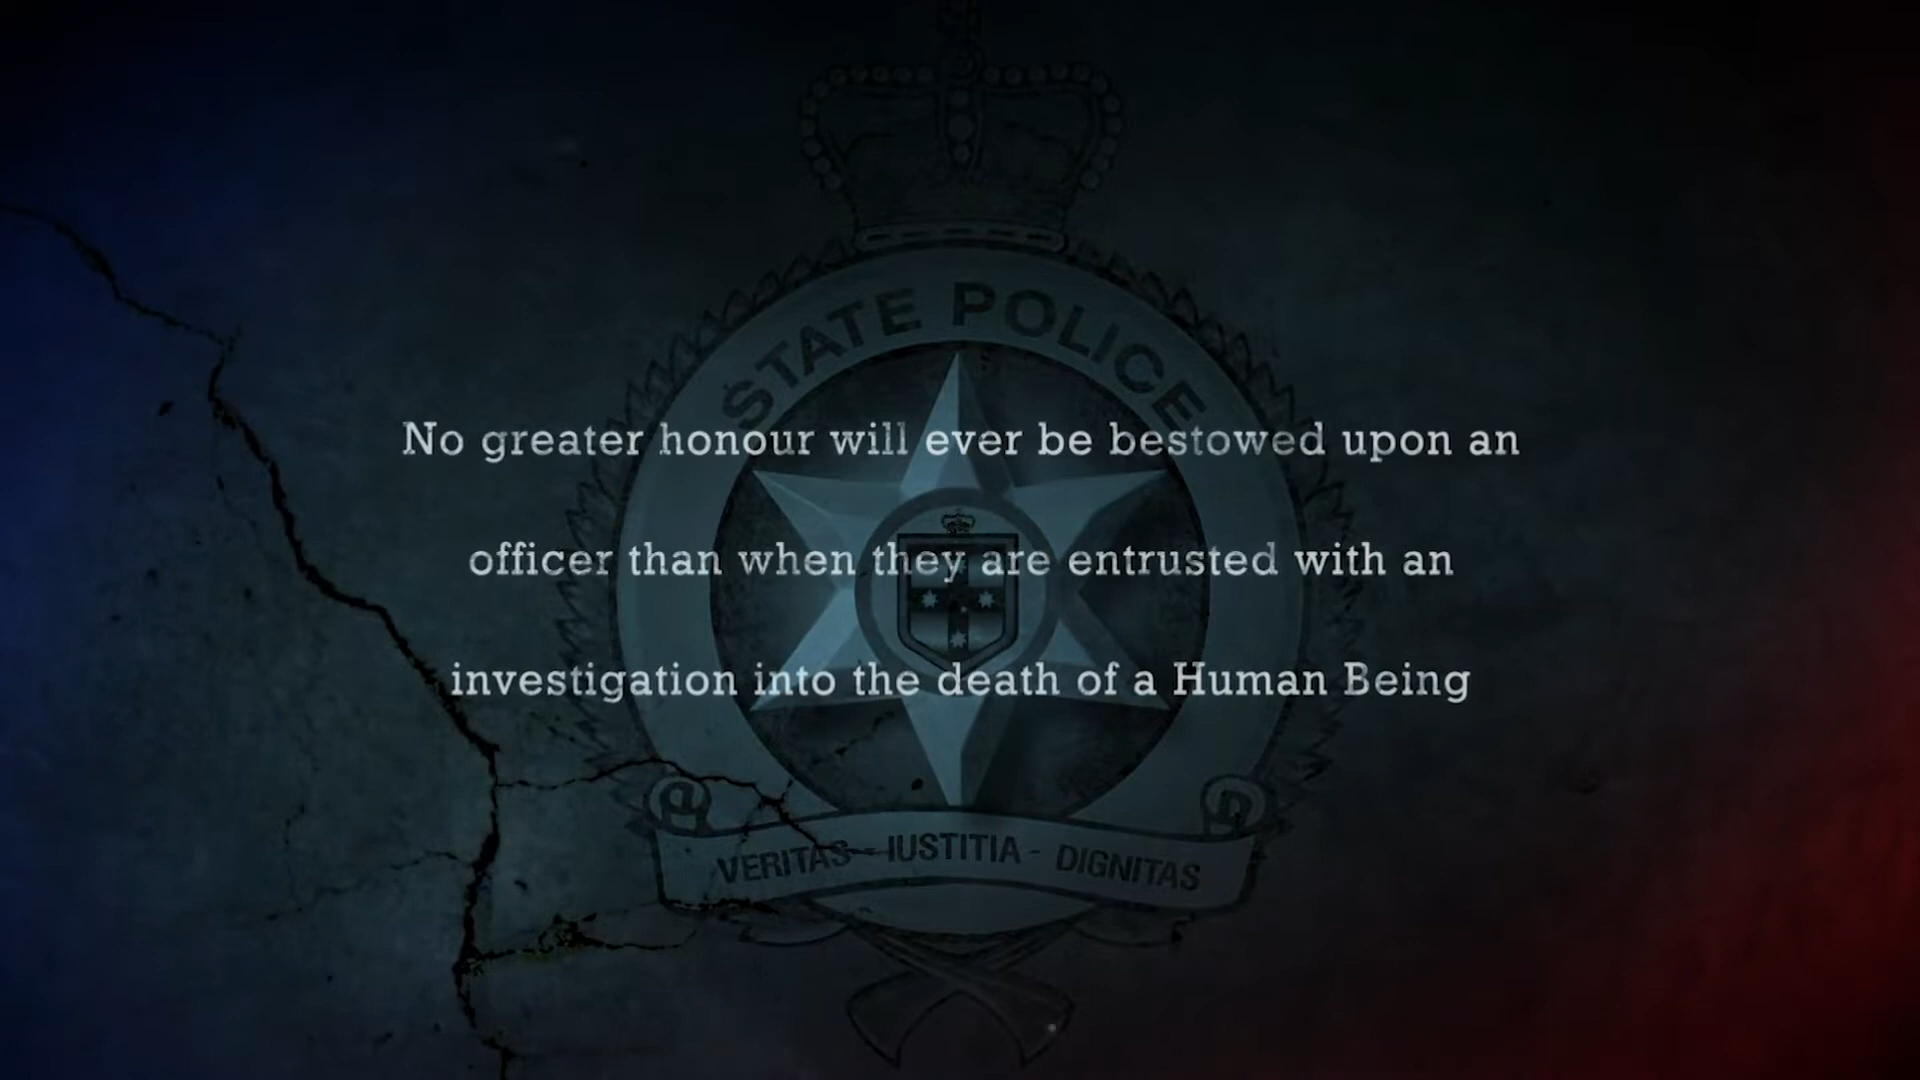 STATE POLICE
No greater honour will ever be bestowed upon an
officer than when they are entrusted with an
investigation into the death of a Human Being
VERITAS - IUSTITIA - DIGNITAS